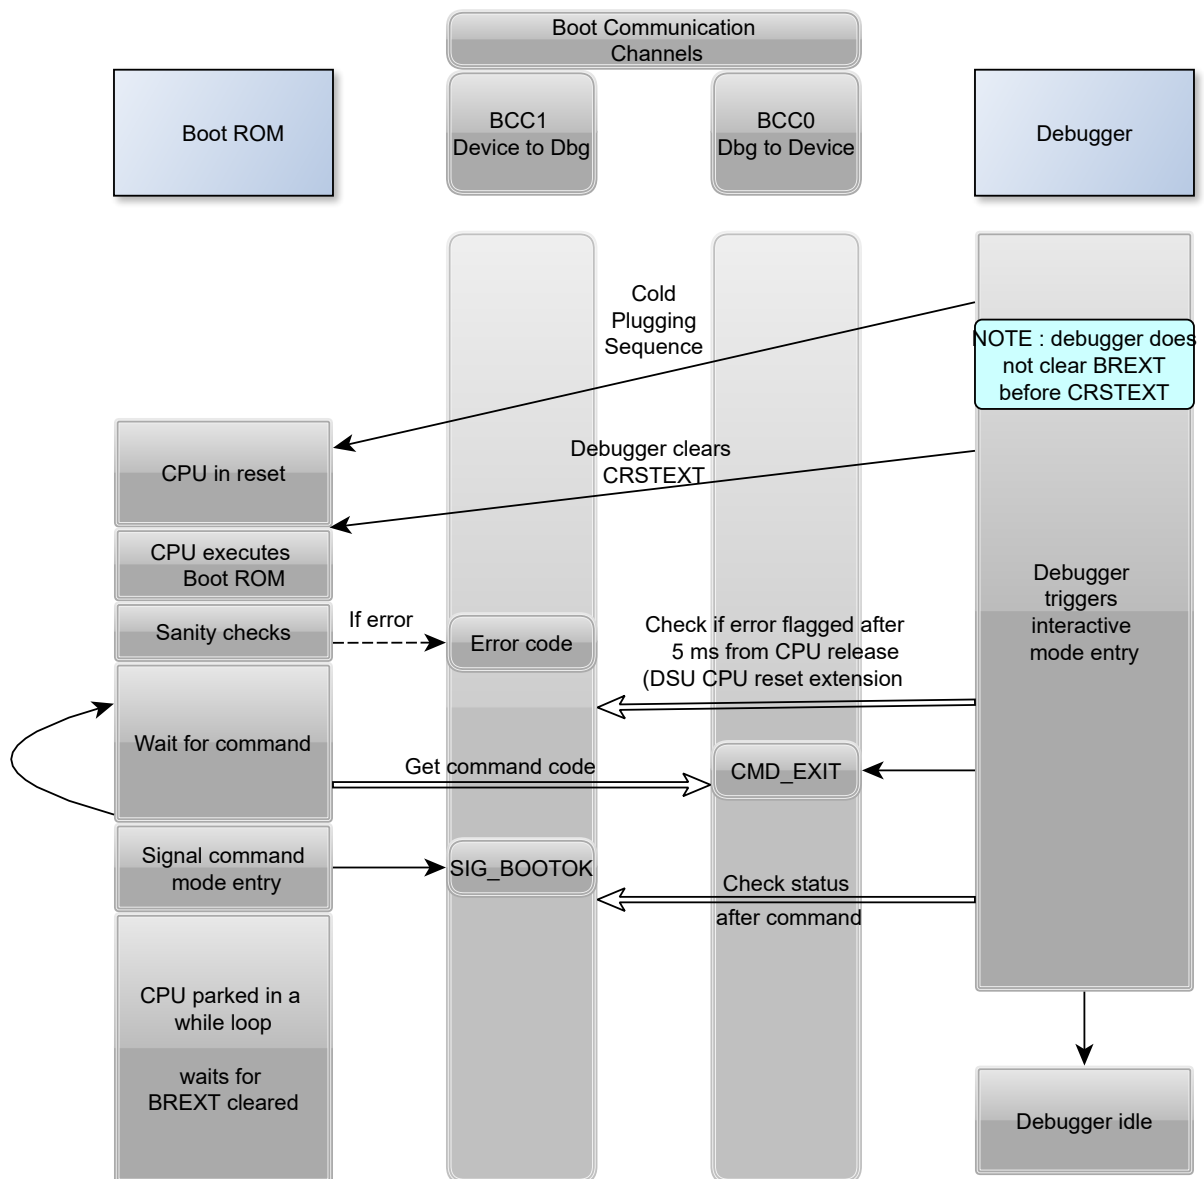 Boot Communication
Channels
Boot ROM
BCC1
Device to Dbg
BCC0
Dbg to Device
Debugger
Cold
Plugging
Sequence
NOTE : debugger does
not clear BREXT
before CRSTEXT
CPU in reset
Debugger clears
CRSTEXT
CPU executes
Boot ROM
Debugger
triggers
interactive
mode entry
Sanity checks
If error
Error code
Check if error flagged after
5 ms from CPU release
(DSU CPU reset extension
Wait for command
Get command code
CMD_EXIT
Signal command
mode entry
SIG_BOOTOK
Check status
after command
CPU parked in a
while loop
waits for
BREXT cleared
Debugger idle